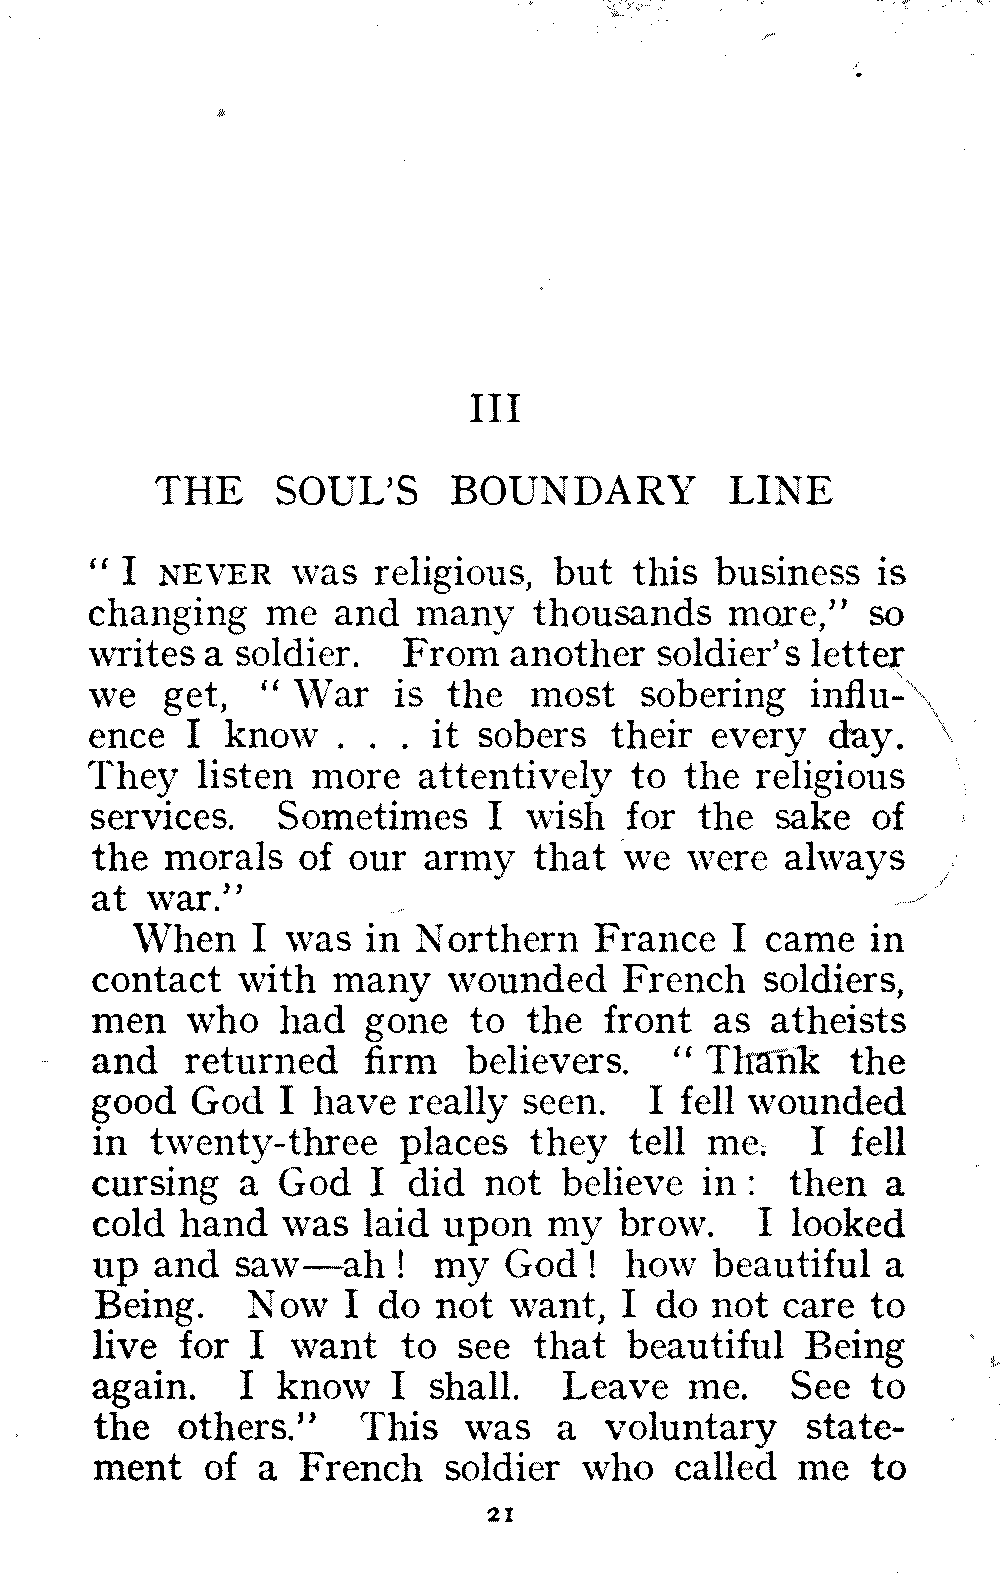 III
THE SOUL'S BOUNDARY LINE
“ I NEVER was religious, but this business is
changing me and many thousands more,” so
writes a soldier. From another soldier's letter
we get, “ War is the most sobering influ-
ence I know . . . it sobers their every day.
They listen more attentively to the religious
services. Sometimes I wish for the sake of
the morals of our army that we were always
at war.”
When I was in Northern France I came in
contact with many wounded French soldiers,
men who had gone to the front as atheists
and returned firm believers. “ Thank the
good God I have really seen. I fell wounded
in twenty-three places they tell me. I fell
cursing a God I did not believe in : then a
cold hand was laid upon my brow. I looked
up and saw—ah ! my God ! how beautiful a
Being. Now I do not want, I do not care to
live for I want to see that beautiful Being
again. I know I shall. Leave me. See to
the others.” This was a voluntary state-
ment of a French soldier who called me to
21